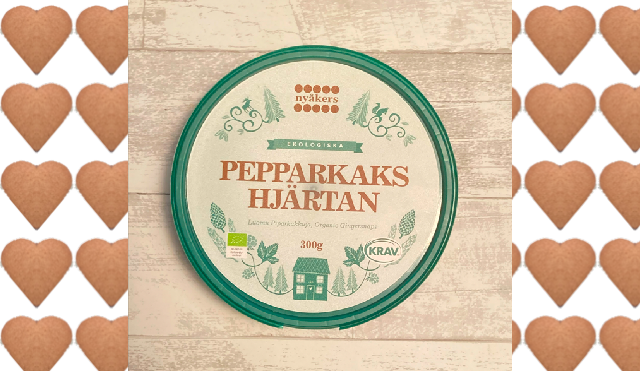 nyåkers
EKOLOGISKA
PEPPARKAKS
HJÄRTAN
Organic Gingersnaps
300g
KRAV